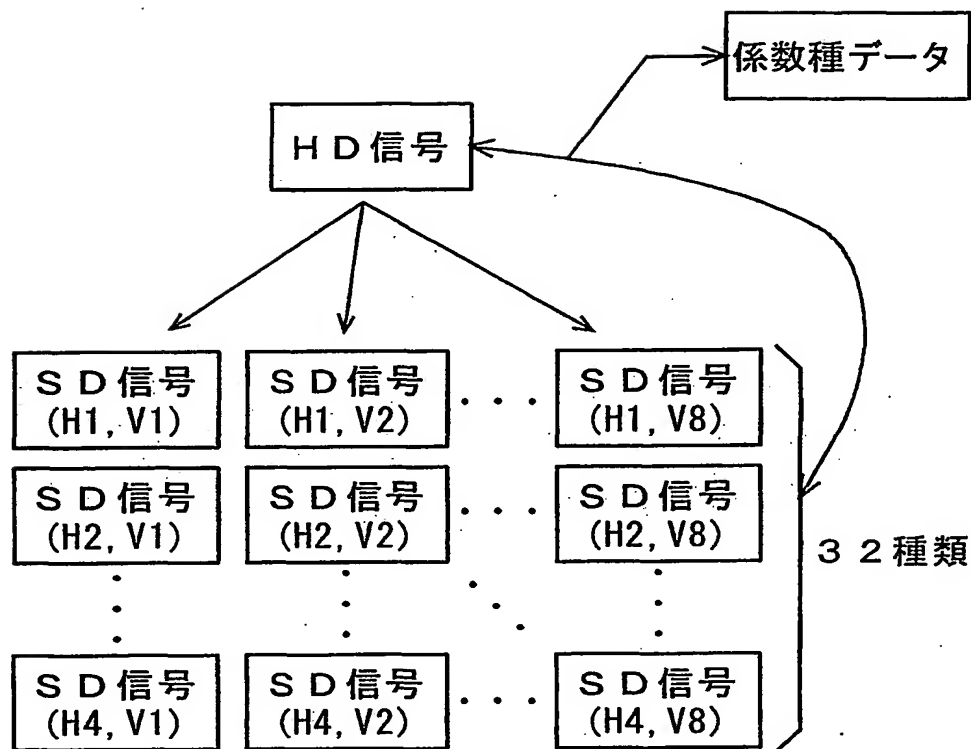 係数種データ
ＨＤ信号
ＳＤ信号
(H1, V1)
ＳＤ信号
(H1, V2)
・・・
ＳＤ信号
(H1, V8)
ＳＤ信号
(H2, V1)
ＳＤ信号
(H2, V2)
・・・
ＳＤ信号
(H2, V8)
３２種類
ＳＤ信号
(H4, V1)
ＳＤ信号
(H4, V2)
・・・
ＳＤ信号
(H4, V8)